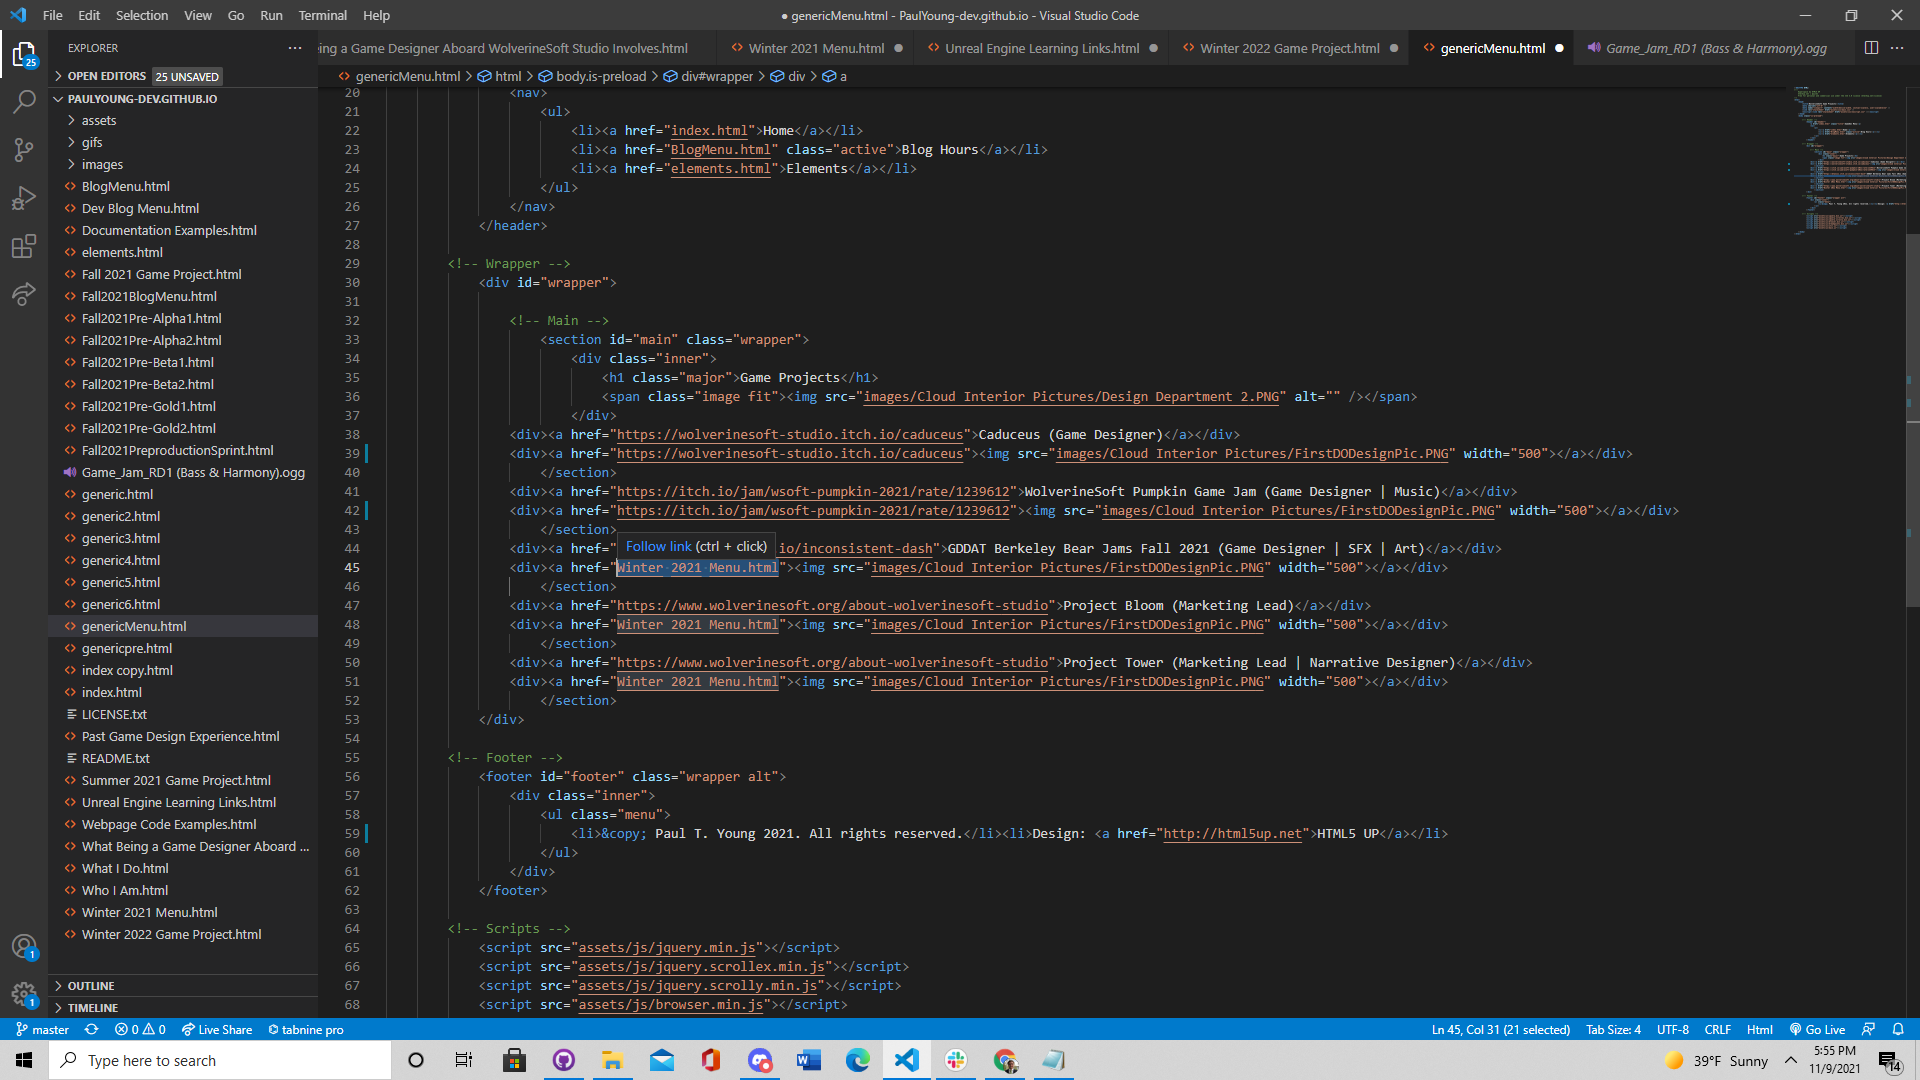 File Edit Selection View Go Run Terminal Help
● genericMenu.html - PaulYoung-dev.github.io - Visual Studio Code
EXPLORER
eing a Game Designer Aboard WolverineSoft Studio Involves.html
Winter 2021 Menu.html
Unreal Engine Learning Links.html
Winter 2022 Game Project.html
genericMenu.html
Game_Jam_RD1 (Bass & Harmony).ogg
genericMenu.html > html > body.is-preload > div#wrapper > div > a
25
OPEN EDITORS 25 UNSAVED
PAULYOUNG-DEV.GITHUB.IO
assets
gifs
images
BlogMenu.html
Dev Blog Menu.html
Documentation Examples.html
elements.html
Fall 2021 Game Project.html
Fall2021BlogMenu.html
Fall2021Pre-Alpha1.html
Fall2021Pre-Alpha2.html
Fall2021Pre-Beta1.html
Fall2021Pre-Beta2.html
Fall2021Pre-Gold1.html
Fall2021Pre-Gold2.html
Fall2021PreproductionSprint.html
Game_Jam_RD1 (Bass & Harmony).ogg
generic.html
generic2.html
generic3.html
generic4.html
generic5.html
generic6.html
genericMenu.html
genericpre.html
index copy.html
index.html
LICENSE.txt
Past Game Design Experience.html
README.txt
Summer 2021 Game Project.html
Unreal Engine Learning Links.html
Webpage Code Examples.html
What Being a Game Designer Aboard ...
What I Do.html
Who I Am.html
Winter 2021 Menu.html
Winter 2022 Game Project.html
OUTLINE
TIMELINE
1
1
20 <nav>
21 <ul>
22 <li><a href="index.html">Home</a></li>
23 <li><a href="BlogMenu.html" class="active">Blog Hours</a></li>
24 <li><a href="elements.html">Elements</a></li>
25 </ul>
26 </nav>
27 </header>
28
29 <!-- Wrapper -->
30 <div id="wrapper">
31
32 <!-- Main -->
33 <section id="main" class="wrapper">
34 <div class="inner">
35 <h1 class="major">Game Projects</h1>
36 <span class="image fit"><img src="images/Cloud Interior Pictures/Design Department 2.PNG" alt="" /></span>
37 </div>
38 <div><a href="https://wolverinesoft-studio.itch.io/caduceus">Caduceus (Game Designer)</a></div>
39 <div><a href="https://wolverinesoft-studio.itch.io/caduceus"><img src="images/Cloud Interior Pictures/FirstDODesignPic.PNG" width="500"></a></div>
40 </section>
41 <div><a href="https://itch.io/jam/wsoft-pumpkin-2021/rate/1239612">WolverineSoft Pumpkin Game Jam (Game Designer | Music)</a></div>
42 <div><a href="https://itch.io/jam/wsoft-pumpkin-2021/rate/1239612"><img src="images/Cloud Interior Pictures/FirstDODesignPic.PNG" width="500"></a></div>
43 </section>
Follow link (ctrl + click)
44 <div><a href="io/inconsistent-dash">GDDAT Berkeley Bear Jams Fall 2021 (Game Designer | SFX | Art)</a></div>
45 <div><a href="Winter 2021 Menu.html"><img src="images/Cloud Interior Pictures/FirstDODesignPic.PNG" width="500"></a></div>
46 </section>
47 <div><a href="https://www.wolverinesoft.org/about-wolverinesoft-studio">Project Bloom (Marketing Lead)</a></div>
48 <div><a href="Winter 2021 Menu.html"><img src="images/Cloud Interior Pictures/FirstDODesignPic.PNG" width="500"></a></div>
49 </section>
50 <div><a href="https://www.wolverinesoft.org/about-wolverinesoft-studio">Project Tower (Marketing Lead | Narrative Designer)</a></div>
51 <div><a href="Winter 2021 Menu.html"><img src="images/Cloud Interior Pictures/FirstDODesignPic.PNG" width="500"></a></div>
52 </section>
53 </div>
54
55 <!-- Footer -->
56 <footer id="footer" class="wrapper alt">
57 <div class="inner">
58 <ul class="menu">
59 <li>&copy; Paul T. Young 2021. All rights reserved.</li><li>Design: <a href="http://html5up.net">HTML5 UP</a></li>
60 </ul>
61 </div>
62 </footer>
63
64 <!-- Scripts -->
65 <script src="assets/js/jquery.min.js"></script>
66 <script src="assets/js/jquery.scrollex.min.js"></script>
67 <script src="assets/js/jquery.scrolly.min.js"></script>
68 <script src="assets/js/browser.min.js"></script>
master 0 0 Live Share tabnine pro
Ln 45, Col 31 (21 selected) Tab Size: 4 UTF-8 CRLF Html Go Live
Type here to search
39°F Sunny
5:55 PM
11/9/2021
14